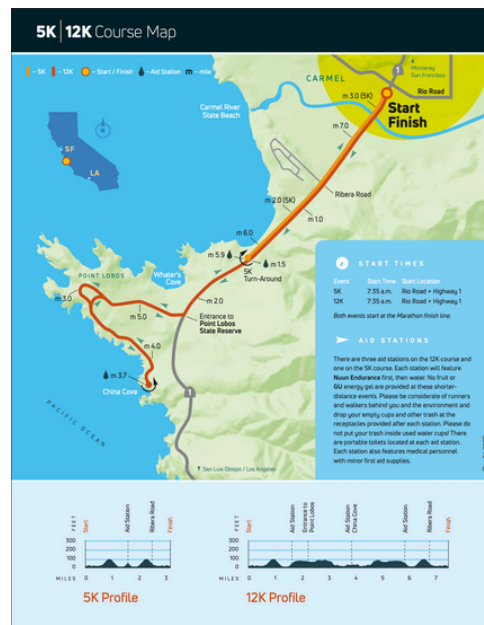 5K | 12K Course Map
– 5K – 12K – Start / Finish – Aid Station m – mile
CARMEL
Monterey
San Francisco
1
Rio Road
m 3.0 (5K)
Start
Finish
Carmel River
State Beach
m 7.0
N
SF
LA
Ribera Road
m 2.0 (5K)
m 1.0
m 6.0
m 5.9
m 1.5
5K
Turn-Around
POINT LOBOS
Whaler's
Cove
m 2.0
m 3.0
m 5.0
Entrance to
Point Lobos
State Reserve
m 4.0
m 3.7
China Cove
1
PACIFIC OCEAN
San Luis Obispo / Los Angeles
START TIMES
Event Start Time Start Location
5K 7:35 a.m. Rio Road + Highway 1
12K 7:35 a.m. Rio Road + Highway 1
Both events start at the Marathon finish line.
AID STATIONS
There are three aid stations on the 12K course and
one on the 5K course. Each station will feature
Nuun Endurance first, then water. No fruit or
GU energy gel are provided at these shorter-
distance events. Please be considerate of runners
and walkers behind you and the environment and
drop your empty cups and other trash at the
receptacles provided after each station. Please do
not put your trash inside used water cups! There
are portable toilets located at each aid station.
Each station also features medical personnel
with minor first aid supplies.
FEET
Start
Aid Station
Ribera Road
Finish
300
200
100
0
MILES 0 1 2 3
5K Profile
FEET
Start
Aid Station
Entrance to
Point Lobos
Aid Station
China Cove
Aid Station
Ribera Road
Finish
300
200
100
0
MILES 0 1 2 3 4 5 6 7
12K Profile